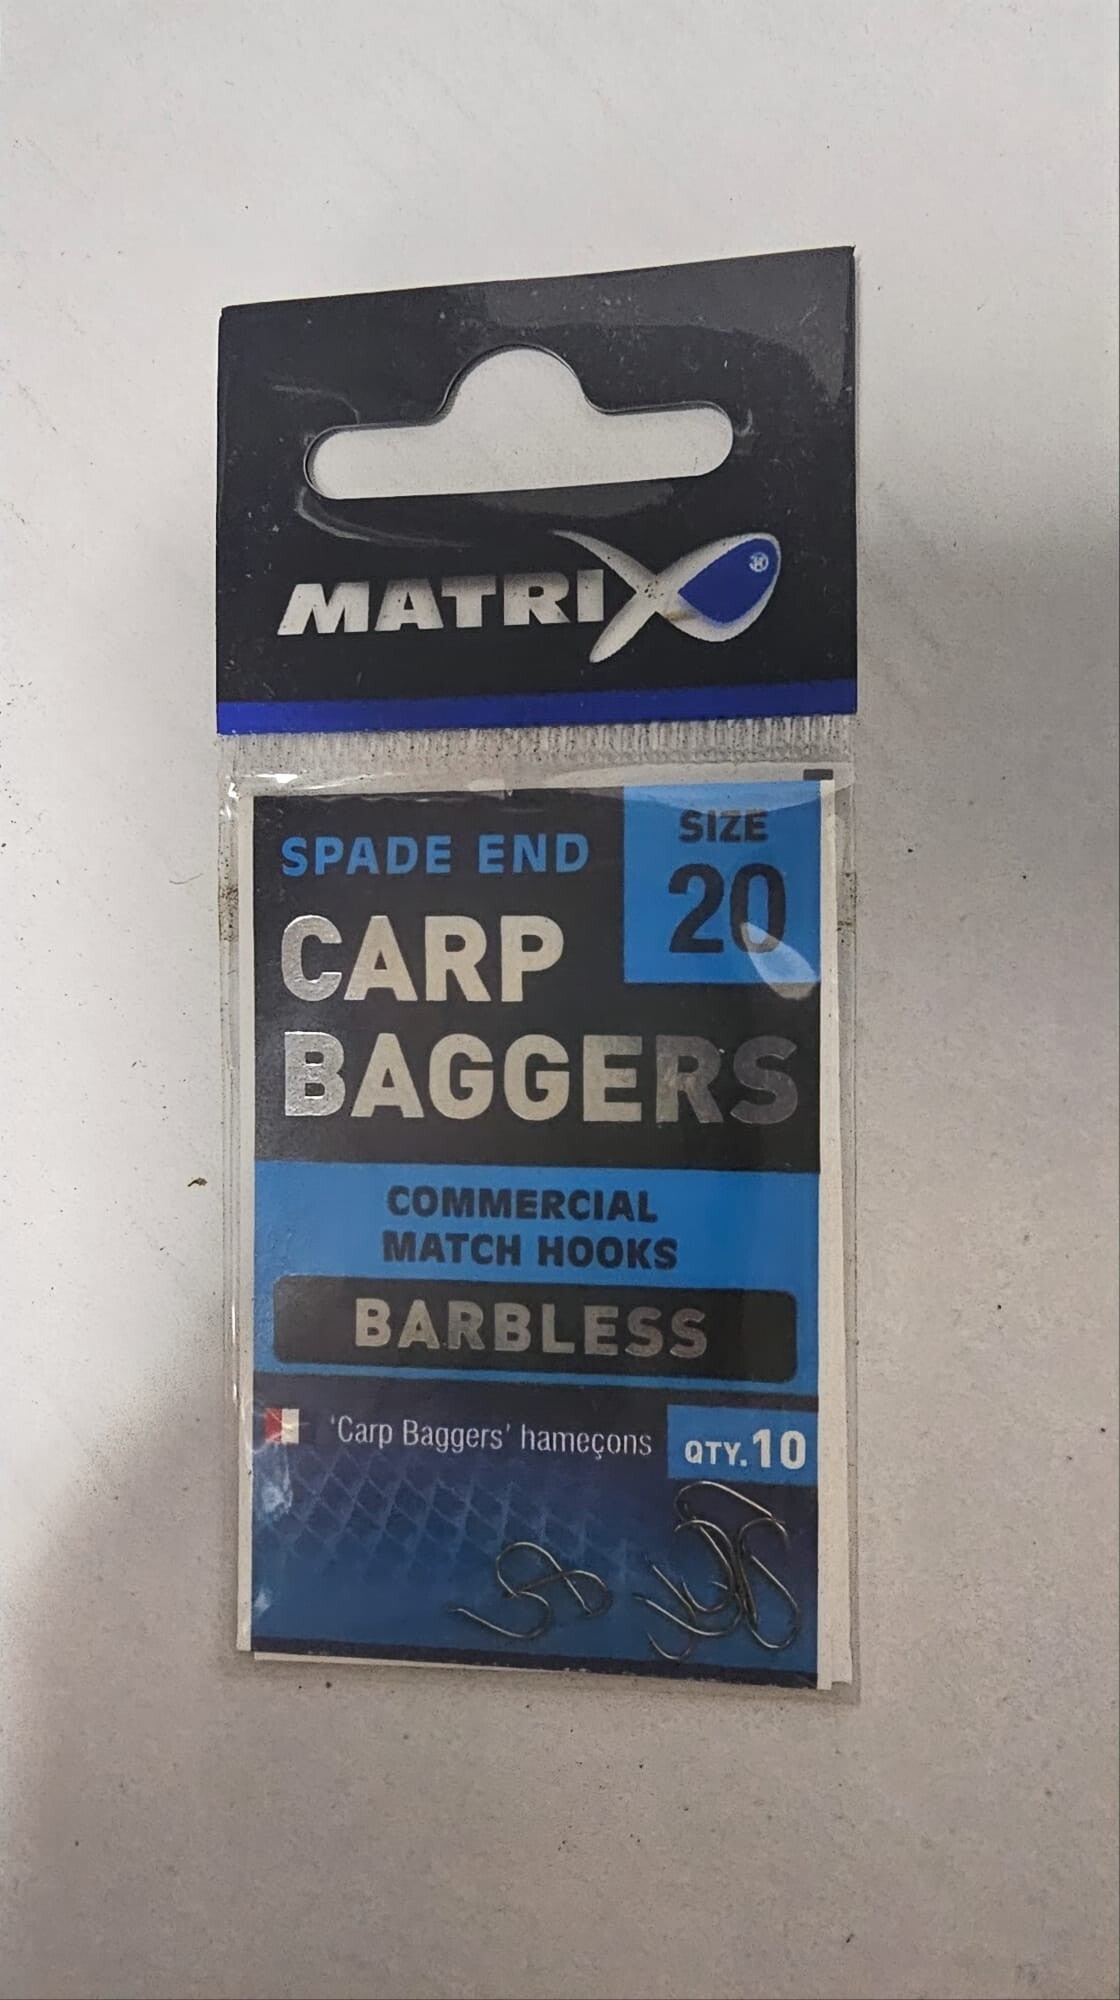 MATRIX
SPADE END
SIZE
20
CARP
BAGGERS
COMMERCIAL
MATCH HOOKS
BARBLESS
'Carp Baggers' hameçons
QTY.10